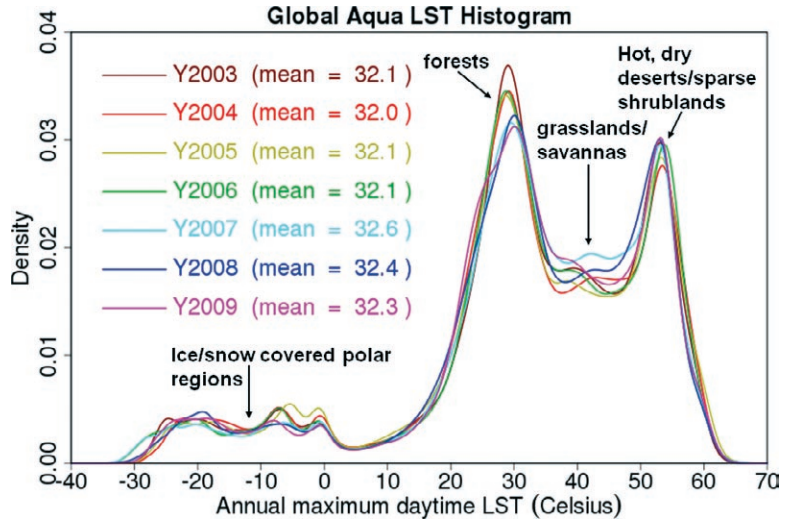 Global Aqua LST Histogram
0.04
0.03
0.02
0.01
0.00
Density
Y2003 (mean = 32.1)
Y2004 (mean = 32.0)
Y2005 (mean = 32.1)
Y2006 (mean = 32.1)
Y2007 (mean = 32.6)
Y2008 (mean = 32.4)
Y2009 (mean = 32.3)
forests
Hot, dry
deserts/sparse
shrublands
grasslands/
savannas
Ice/snow covered polar
regions
-40 -30 -20 -10 0 10 20 30 40 50 60 70
Annual maximum daytime LST (Celsius)